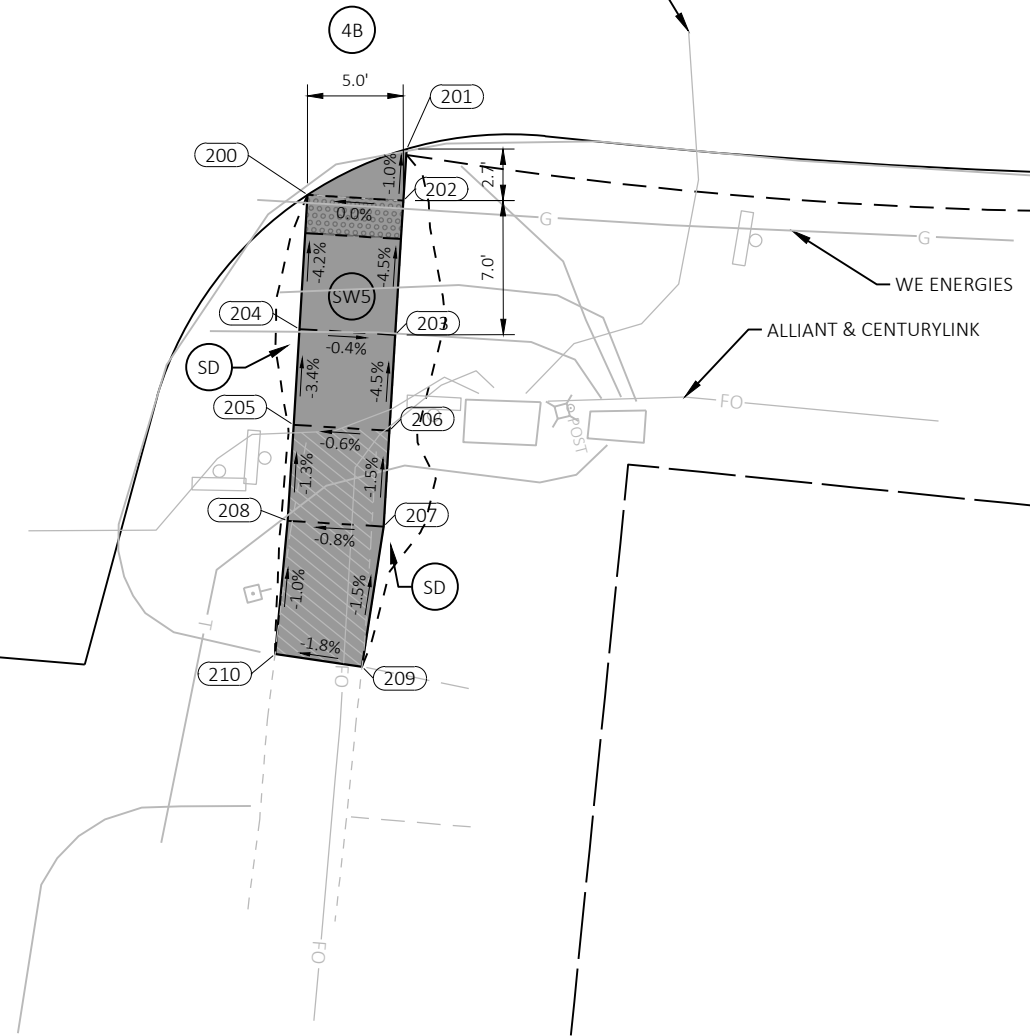 4B
5.0'
201
200
-1.0%
2.7'
202
0.0%
G
G
-4.2%
-4.5%
7.0'
SW5
WE ENERGIES
204
203
ALLIANT & CENTURYLINK
-0.4%
SD
-3.4%
-4.5%
FO
205
206
POST
-0.6%
-1.3%
-1.5%
208
207
-0.8%
-1.0%
-1.5%
SD
T
-1.8%
210
209
FO
FO